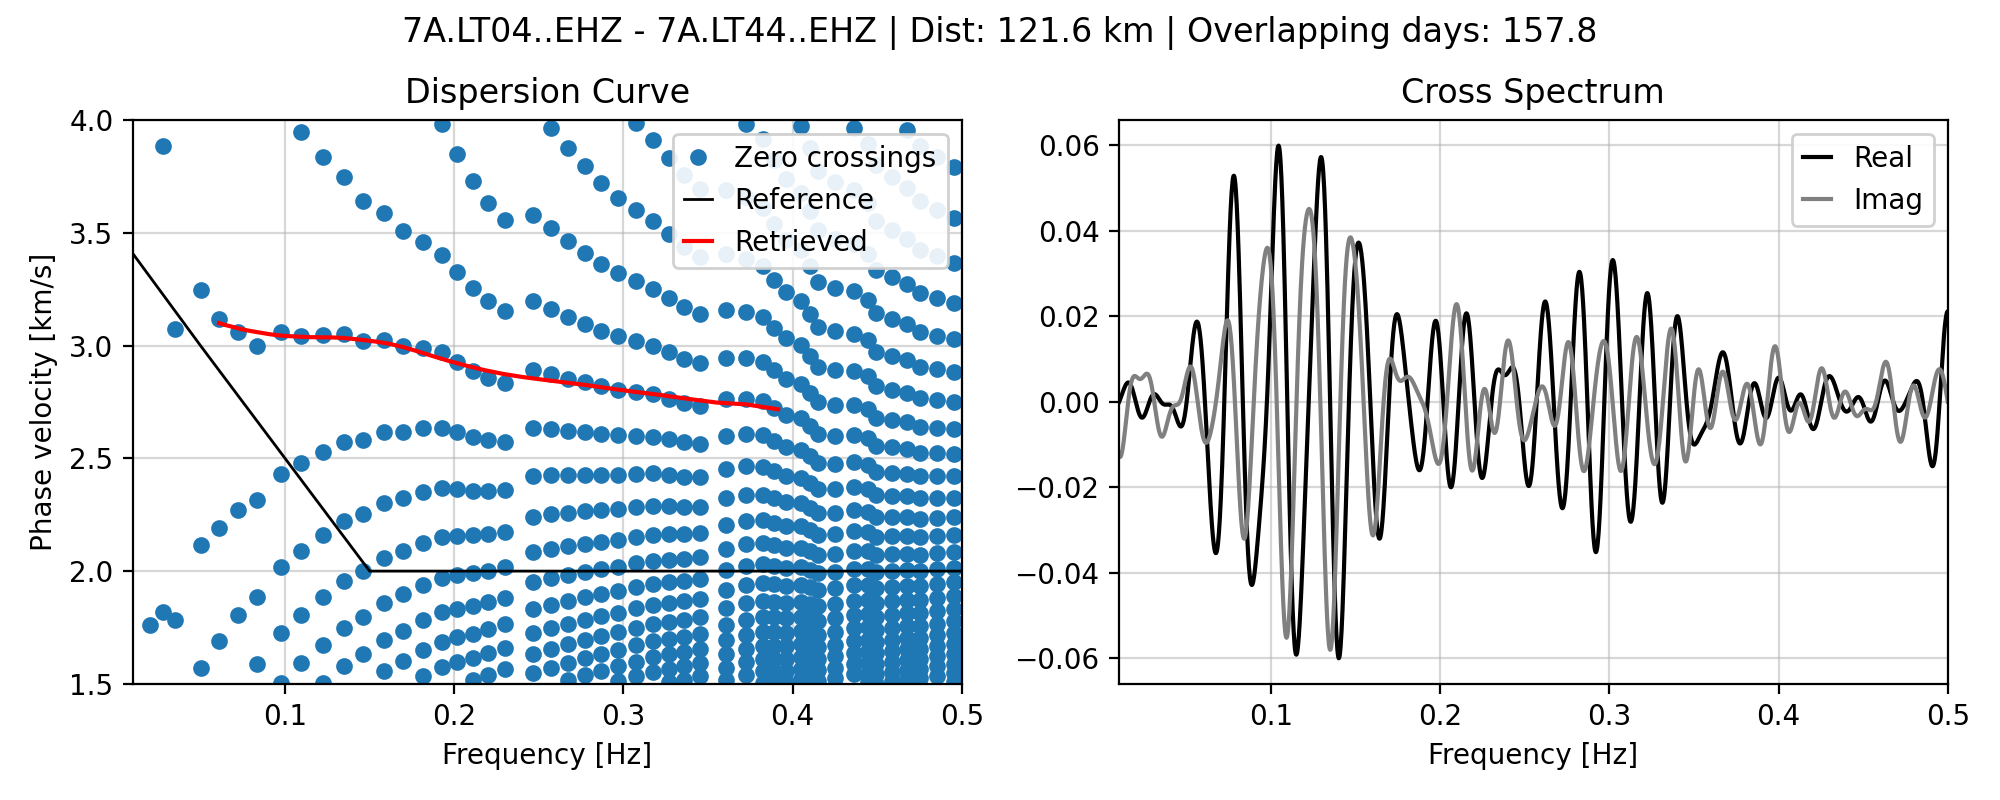 7A.LT04..EHZ - 7A.LT44..EHZ | Dist: 121.6 km | Overlapping days: 157.8
Dispersion Curve
4.0
3.5
3.0
2.5
2.0
1.5
Phase velocity [km/s]
0.1 0.2 0.3 0.4 0.5
Frequency [Hz]
Zero crossings
Reference
Retrieved
Cross Spectrum
0.06
0.04
0.02
0.00
−0.02
−0.04
−0.06
0.1 0.2 0.3 0.4 0.5
Frequency [Hz]
Real
Imag